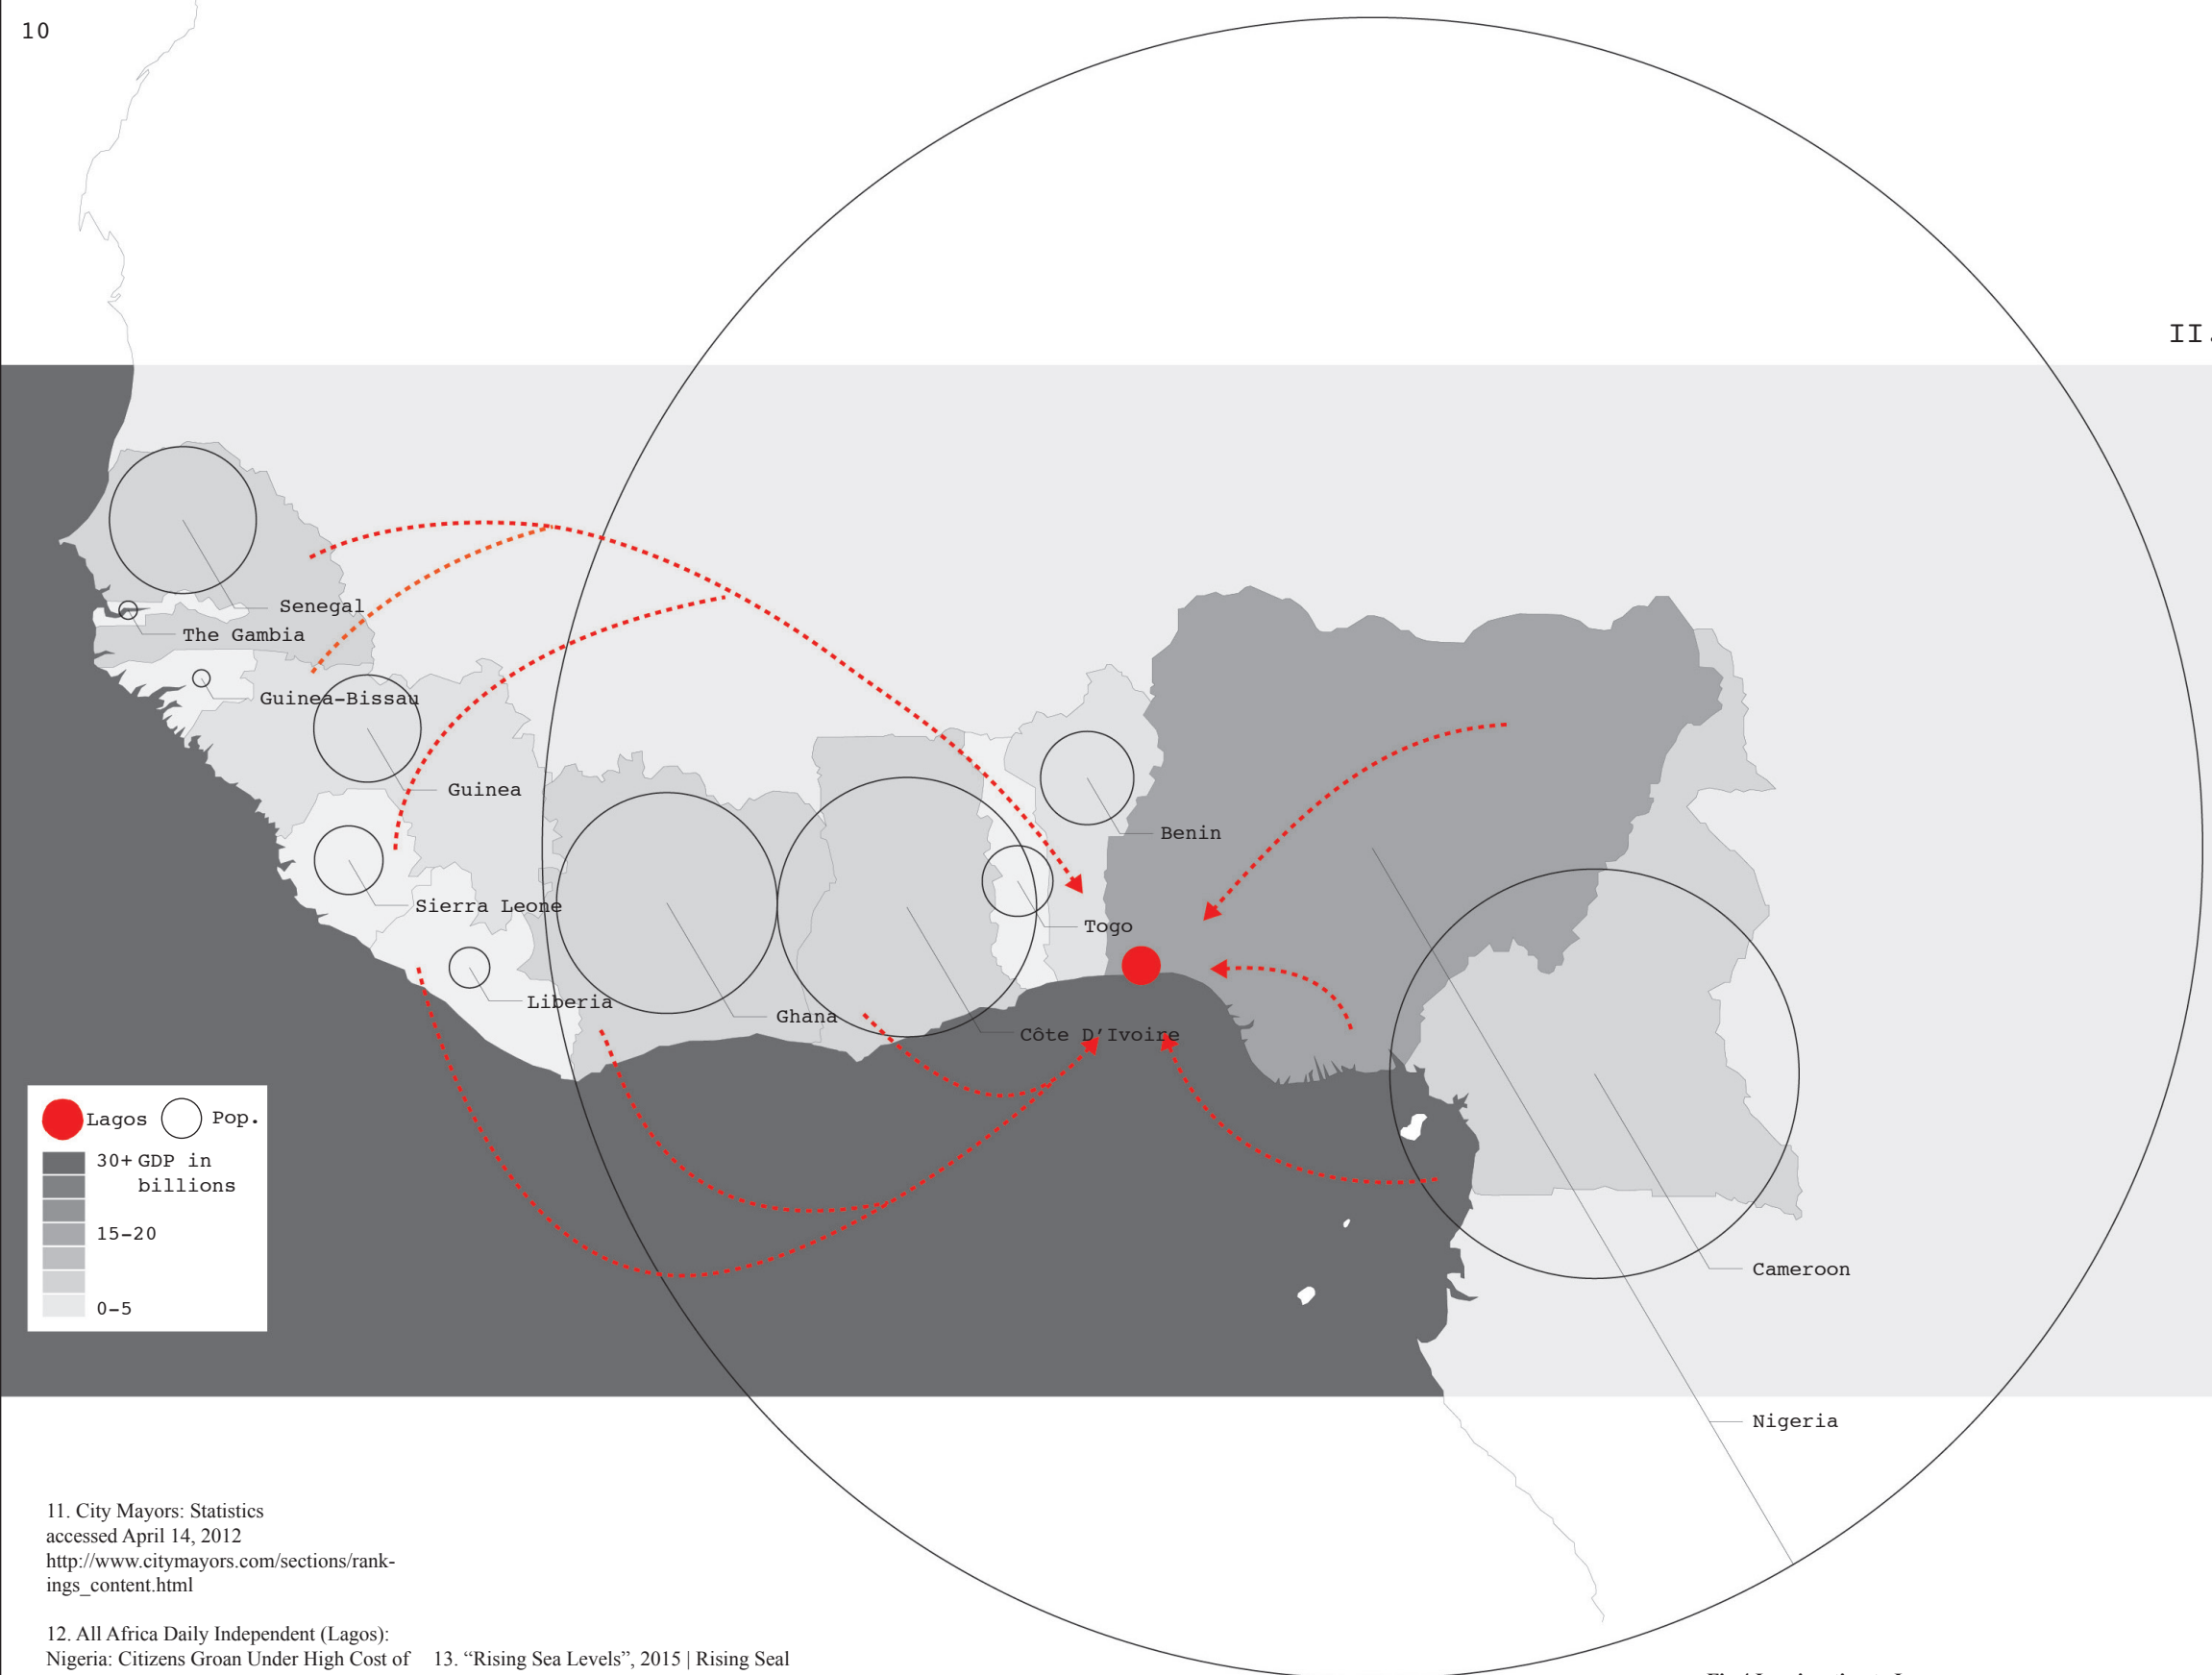 10
II.
Senegal
The Gambia
Guinea-Bissau
Guinea
Benin
Sierra Leone
Togo
Liberia
Ghana
Côte D'Ivoire
Lagos
Pop.
30+ GDP in
billions
15-20
0-5
Cameroon
Nigeria
11. City Mayors: Statistics
accessed April 14, 2012
http://www.citymayors.com/sections/rank-
ings_content.html
12. All Africa Daily Independent (Lagos):
Nigeria: Citizens Groan Under High Cost of
13. “Rising Sea Levels”, 2015 | Rising Seal